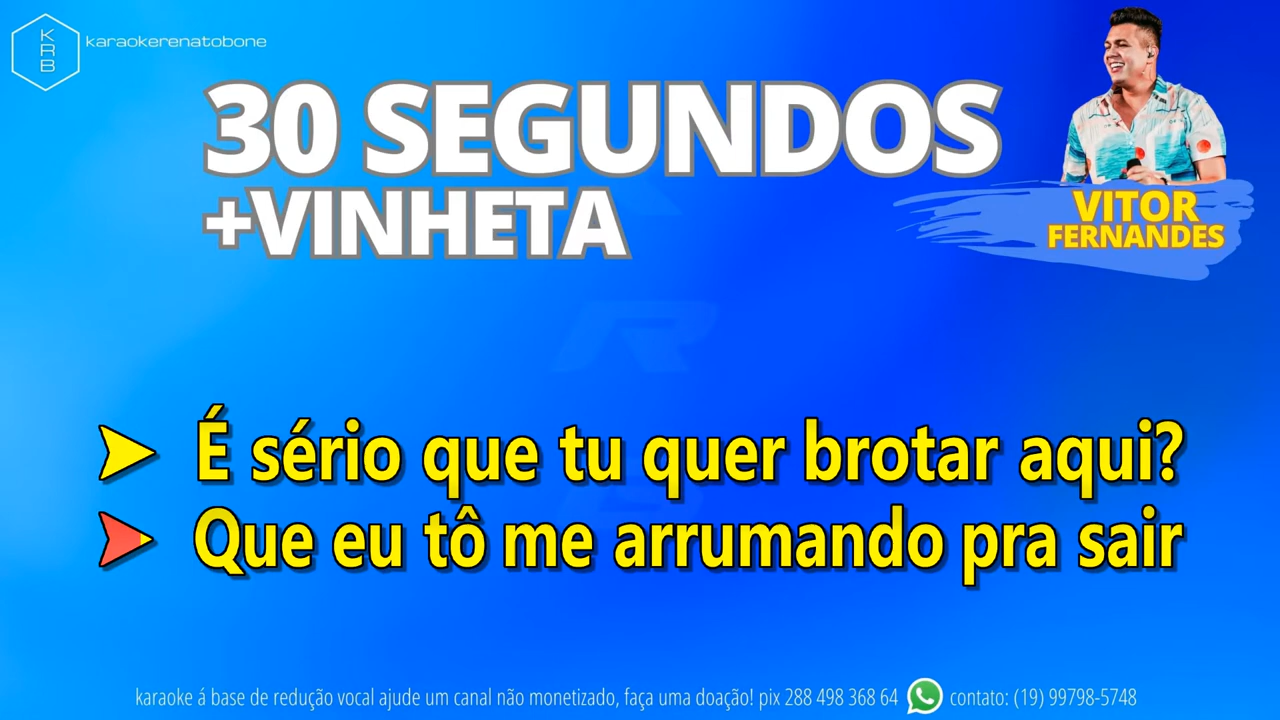 KRB
karaokerenatobone
30 SEGUNDOS
+VINHETA
VITOR
FERNANDES
É sério que tu quer brotar aqui?
Que eu tô me arrumando pra sair
karaoke á base de redução vocal ajude um canal não monetizado, faça uma doação! pix 288 498 368 64 contato: (19) 99798-5748